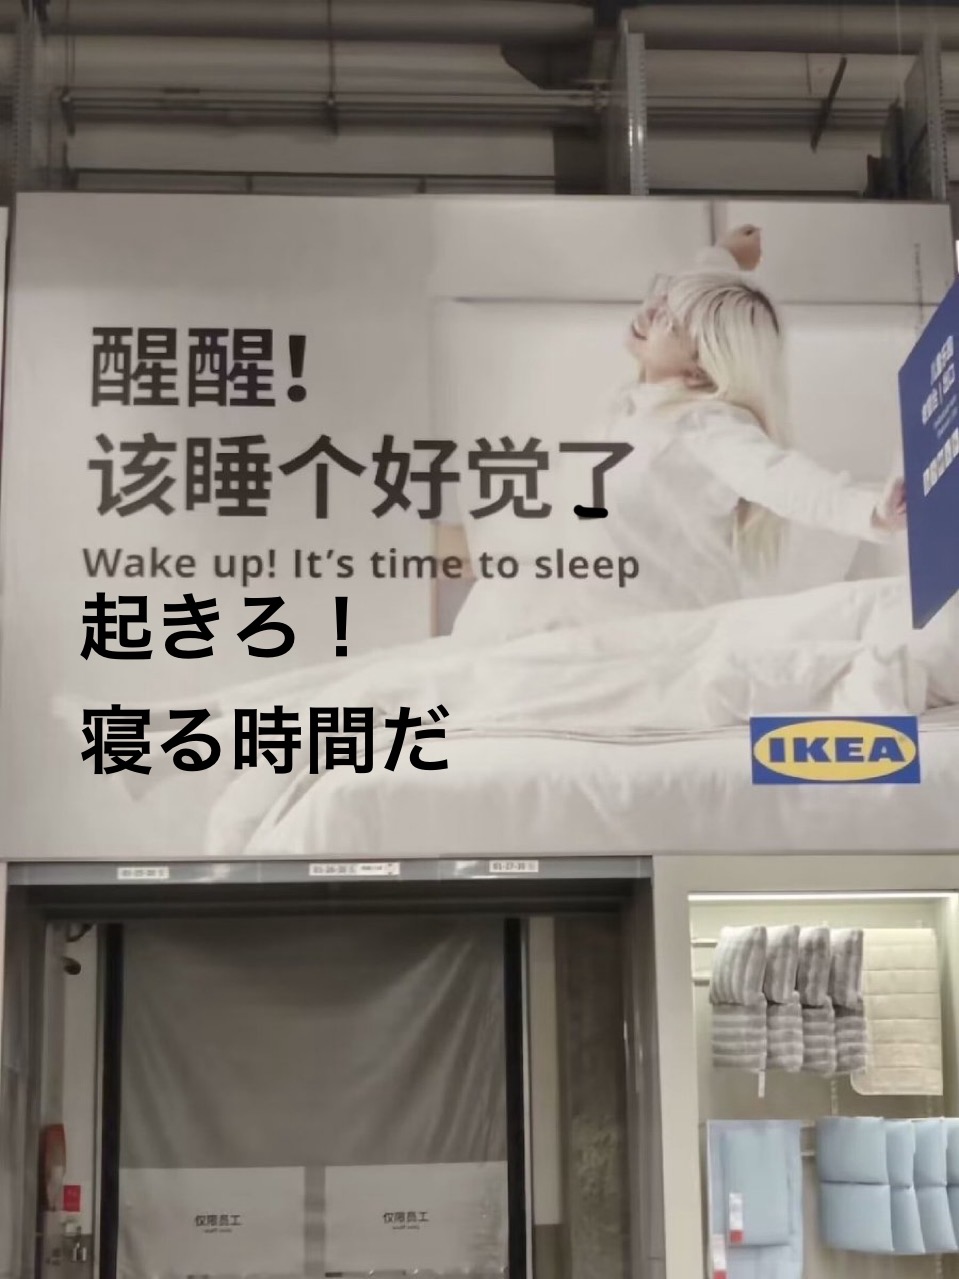 醒醒!
该睡个好觉了
Wake up! It's time to sleep
起きろ！
寝る時間だ
IKEA
仅限员工
仅限员工